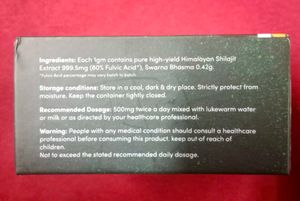 Ingredients: Each 1gm contains pure high-yield Himalayan Shilajit
Extract 999.5mg (80% Fulvic Acid*), Swarna Bhasma 0.42g.
*Fulvic Acid percentage may vary batch to batch.
Storage conditions: Store in a cool, dark & dry place. Strictly protect from
moisture. Keep the container tightly closed.
Recommended Dosage: 500mg twice a day mixed with lukewarm water
or milk or as directed by your healthcare professional.
Warning: People with any medical condition should consult a healthcare
professional before consuming this product. keep out of reach of
children.
Not to exceed the stated recommended daily dosage.